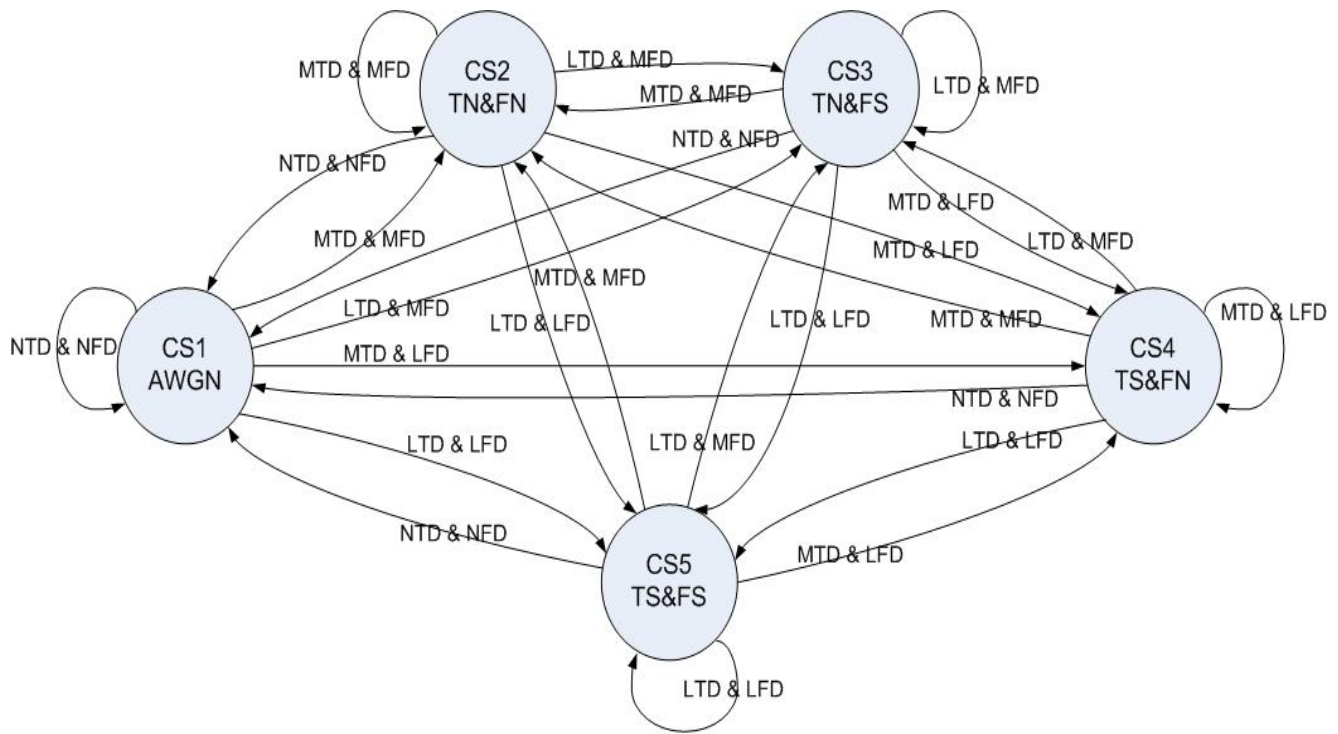 CS2
TN&FN
CS3
TN&FS
MTD & MFD
LTD & MFD
MTD & MFD
LTD & MFD
NTD & NFD
NTD & NFD
MTD & LFD
MTD & MFD
LTD & MFD
MTD & LFD
MTD & MFD
LTD & MFD
LTD & LFD
LTD & LFD
MTD & MFD
MTD & LFD
NTD & NFD
CS1
AWGN
MTD & LFD
CS4
TS&FN
NTD & NFD
LTD & LFD
LTD & MFD
LTD & LFD
NTD & NFD
MTD & LFD
CS5
TS&FS
LTD & LFD